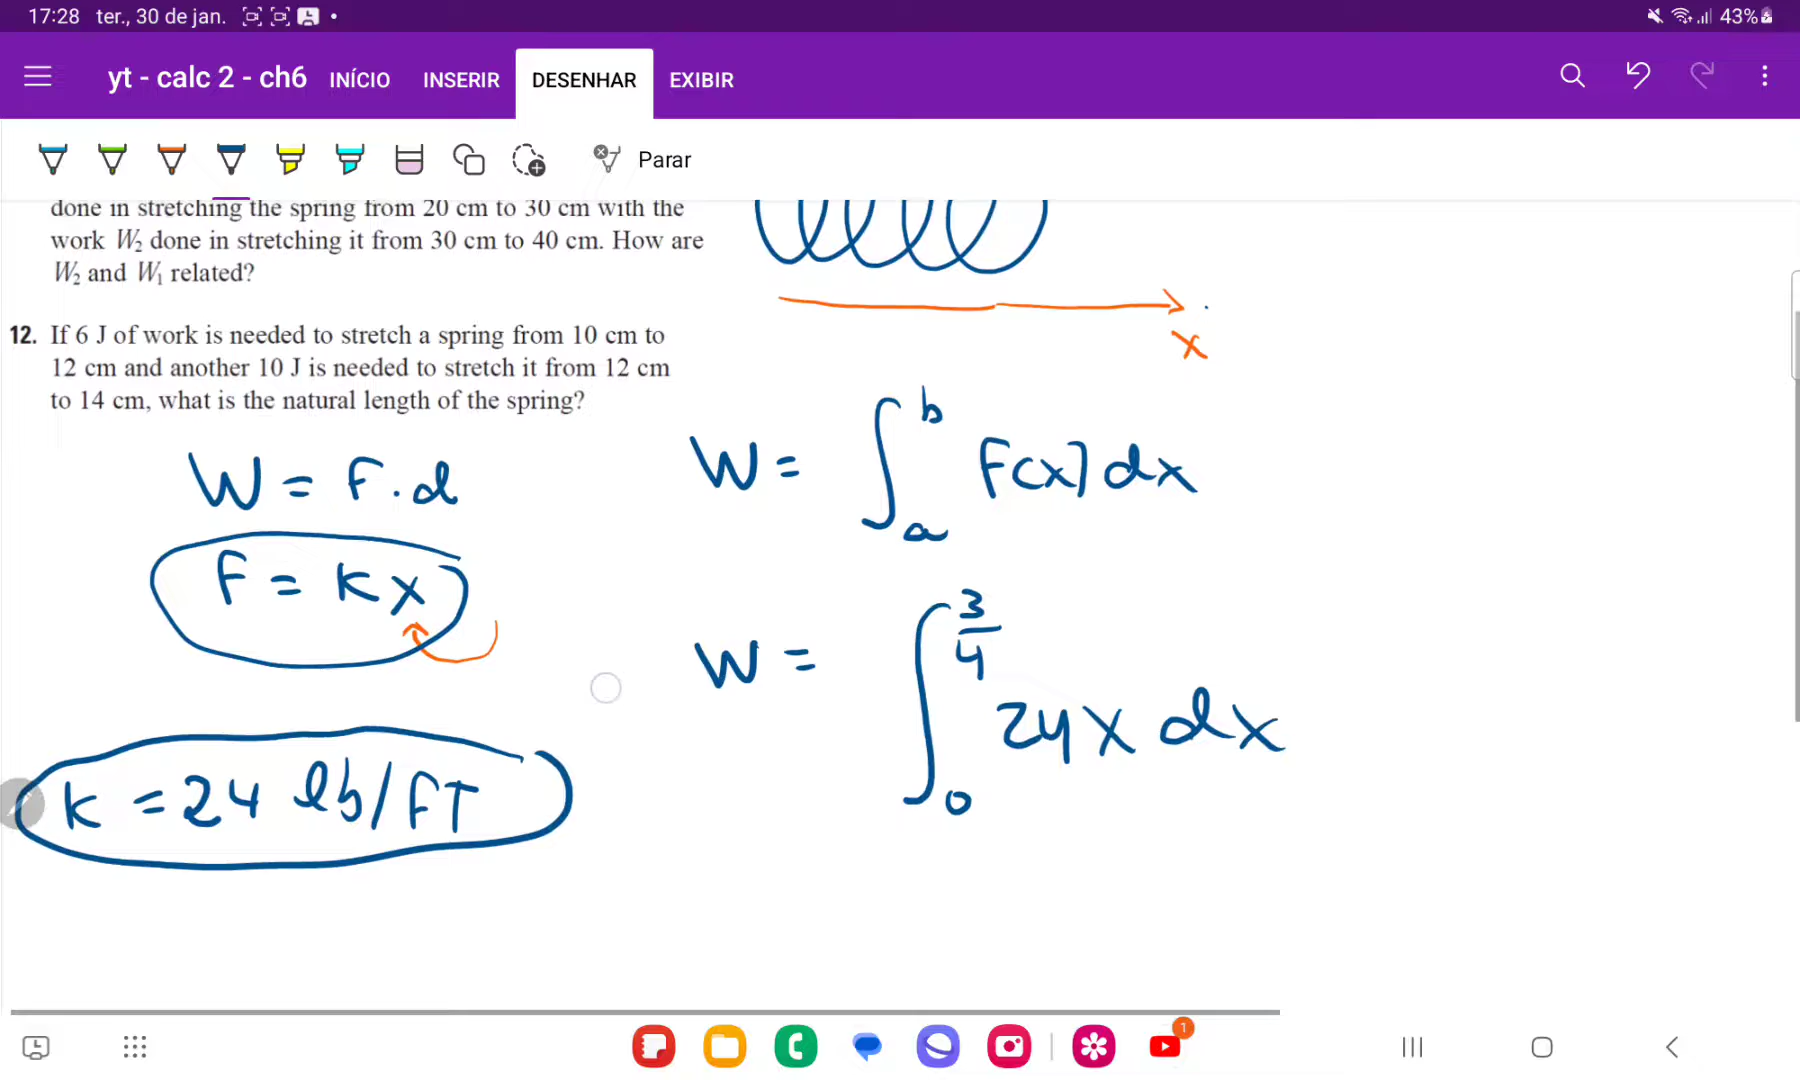 17:28 ter., 30 de jan.
43%
yt - calc 2 - ch6
INÍCIO
INSERIR
DESENHAR
EXIBIR
Parar
done in stretching the spring from 20 cm to 30 cm with the
work W₂ done in stretching it from 30 cm to 40 cm. How are
W₂ and W₁ related?
12. If 6 J of work is needed to stretch a spring from 10 cm to
12 cm and another 10 J is needed to stretch it from 12 cm
to 14 cm, what is the natural length of the spring?
x
W = F.d
W = ∫ₐᵇ F(x) dx
F = Kx
W = ∫₀^(3/4) 24x dx
K = 24 lb/FT
1